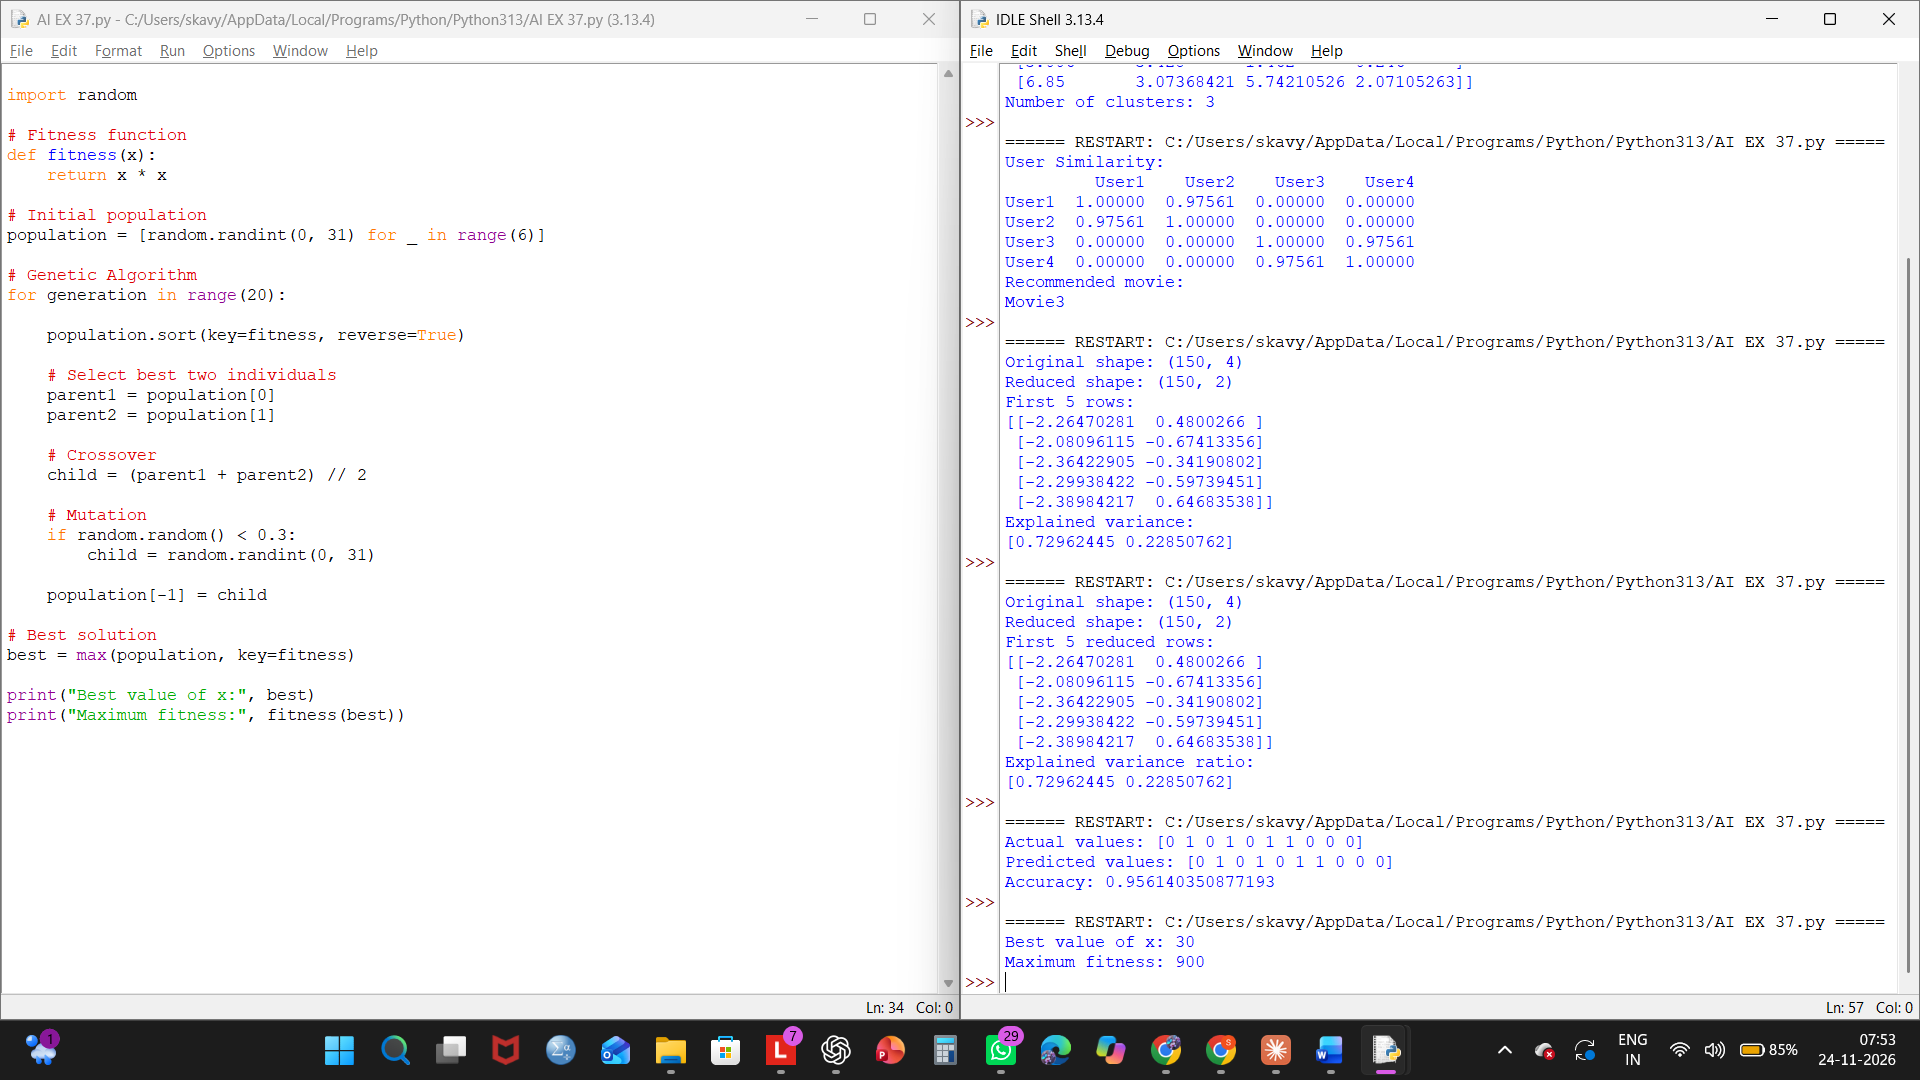 AI EX 37.py - C:/Users/skavy/AppData/Local/Programs/Python/Python313/AI EX 37.py (3.13.4)
File Edit Format Run Options Window Help
import random
# Fitness function
def fitness(x):
    return x * x
# Initial population
population = [random.randint(0, 31) for _ in range(6)]
# Genetic Algorithm
for generation in range(20):
    population.sort(key=fitness, reverse=True)
    # Select best two individuals
    parent1 = population[0]
    parent2 = population[1]
    # Crossover
    child = (parent1 + parent2) // 2
    # Mutation
    if random.random() < 0.3:
        child = random.randint(0, 31)
    population[-1] = child
# Best solution
best = max(population, key=fitness)
print("Best value of x:", best)
print("Maximum fitness:", fitness(best))
Ln: 34 Col: 0
IDLE Shell 3.13.4
File Edit Shell Debug Options Window Help
 [6.85       3.07368421 5.74210526 2.07105263]]
Number of clusters: 3
>>>
====== RESTART: C:/Users/skavy/AppData/Local/Programs/Python/Python313/AI EX 37.py =====
User Similarity:
         User1    User2    User3    User4
User1  1.00000  0.97561  0.00000  0.00000
User2  0.97561  1.00000  0.00000  0.00000
User3  0.00000  0.00000  1.00000  0.97561
User4  0.00000  0.00000  0.97561  1.00000
Recommended movie:
Movie3
>>>
====== RESTART: C:/Users/skavy/AppData/Local/Programs/Python/Python313/AI EX 37.py =====
Original shape: (150, 4)
Reduced shape: (150, 2)
First 5 rows:
[[-2.26470281  0.4800266 ]
 [-2.08096115 -0.67413356]
 [-2.36422905 -0.34190802]
 [-2.29938422 -0.59739451]
 [-2.38984217  0.64683538]]
Explained variance:
[0.72962445 0.22850762]
>>>
====== RESTART: C:/Users/skavy/AppData/Local/Programs/Python/Python313/AI EX 37.py =====
Original shape: (150, 4)
Reduced shape: (150, 2)
First 5 reduced rows:
[[-2.26470281  0.4800266 ]
 [-2.08096115 -0.67413356]
 [-2.36422905 -0.34190802]
 [-2.29938422 -0.59739451]
 [-2.38984217  0.64683538]]
Explained variance ratio:
[0.72962445 0.22850762]
>>>
====== RESTART: C:/Users/skavy/AppData/Local/Programs/Python/Python313/AI EX 37.py =====
Actual values: [0 1 0 1 0 1 1 0 0 0]
Predicted values: [0 1 0 1 0 1 1 0 0 0]
Accuracy: 0.956140350877193
>>>
====== RESTART: C:/Users/skavy/AppData/Local/Programs/Python/Python313/AI EX 37.py =====
Best value of x: 30
Maximum fitness: 900
>>>
Ln: 57 Col: 0
1
7
29
ENG
IN
85%
07:53
24-11-2026